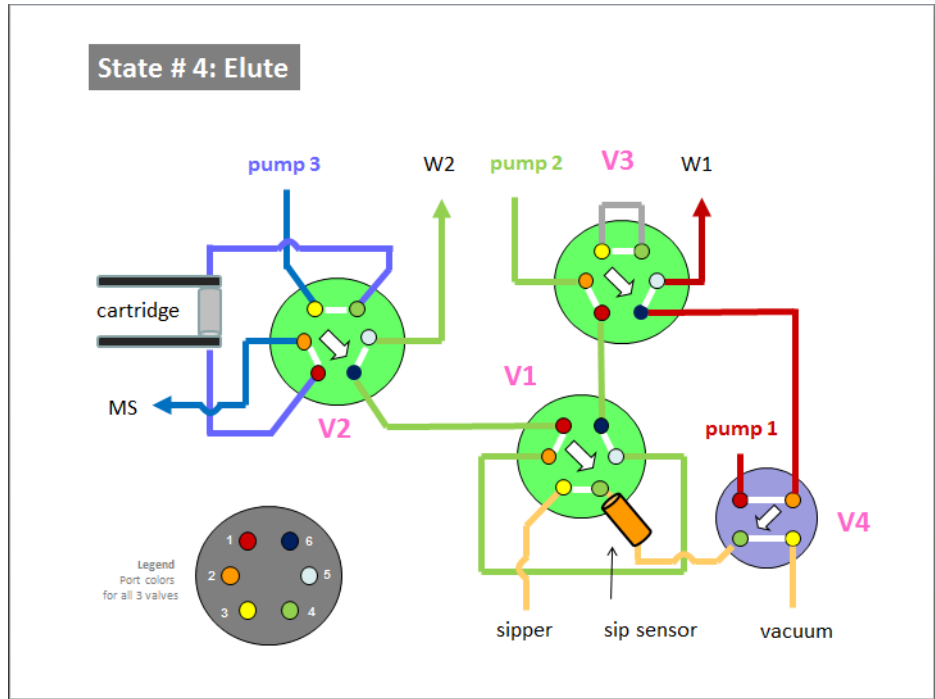 State # 4: Elute
pump 3
W2
pump 2
V3
W1
cartridge
MS
V2
V1
pump 1
V4
Legend
Port colors
for all 3 valves
1
6
2
5
3
4
sipper
sip sensor
vacuum